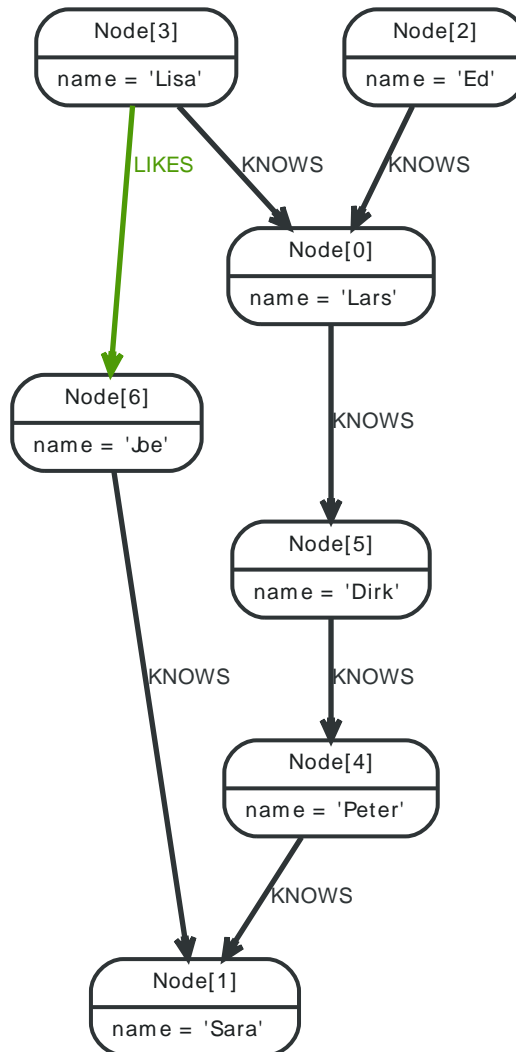 Node[3]
name = 'Lisa'
Node[2]
name = 'Ed'
LIKES
KNOWS
KNOWS
Node[0]
name = 'Lars'
Node[6]
name = 'Joe'
KNOWS
Node[5]
name = 'Dirk'
KNOWS
KNOWS
Node[4]
name = 'Peter'
KNOWS
Node[1]
name = 'Sara'